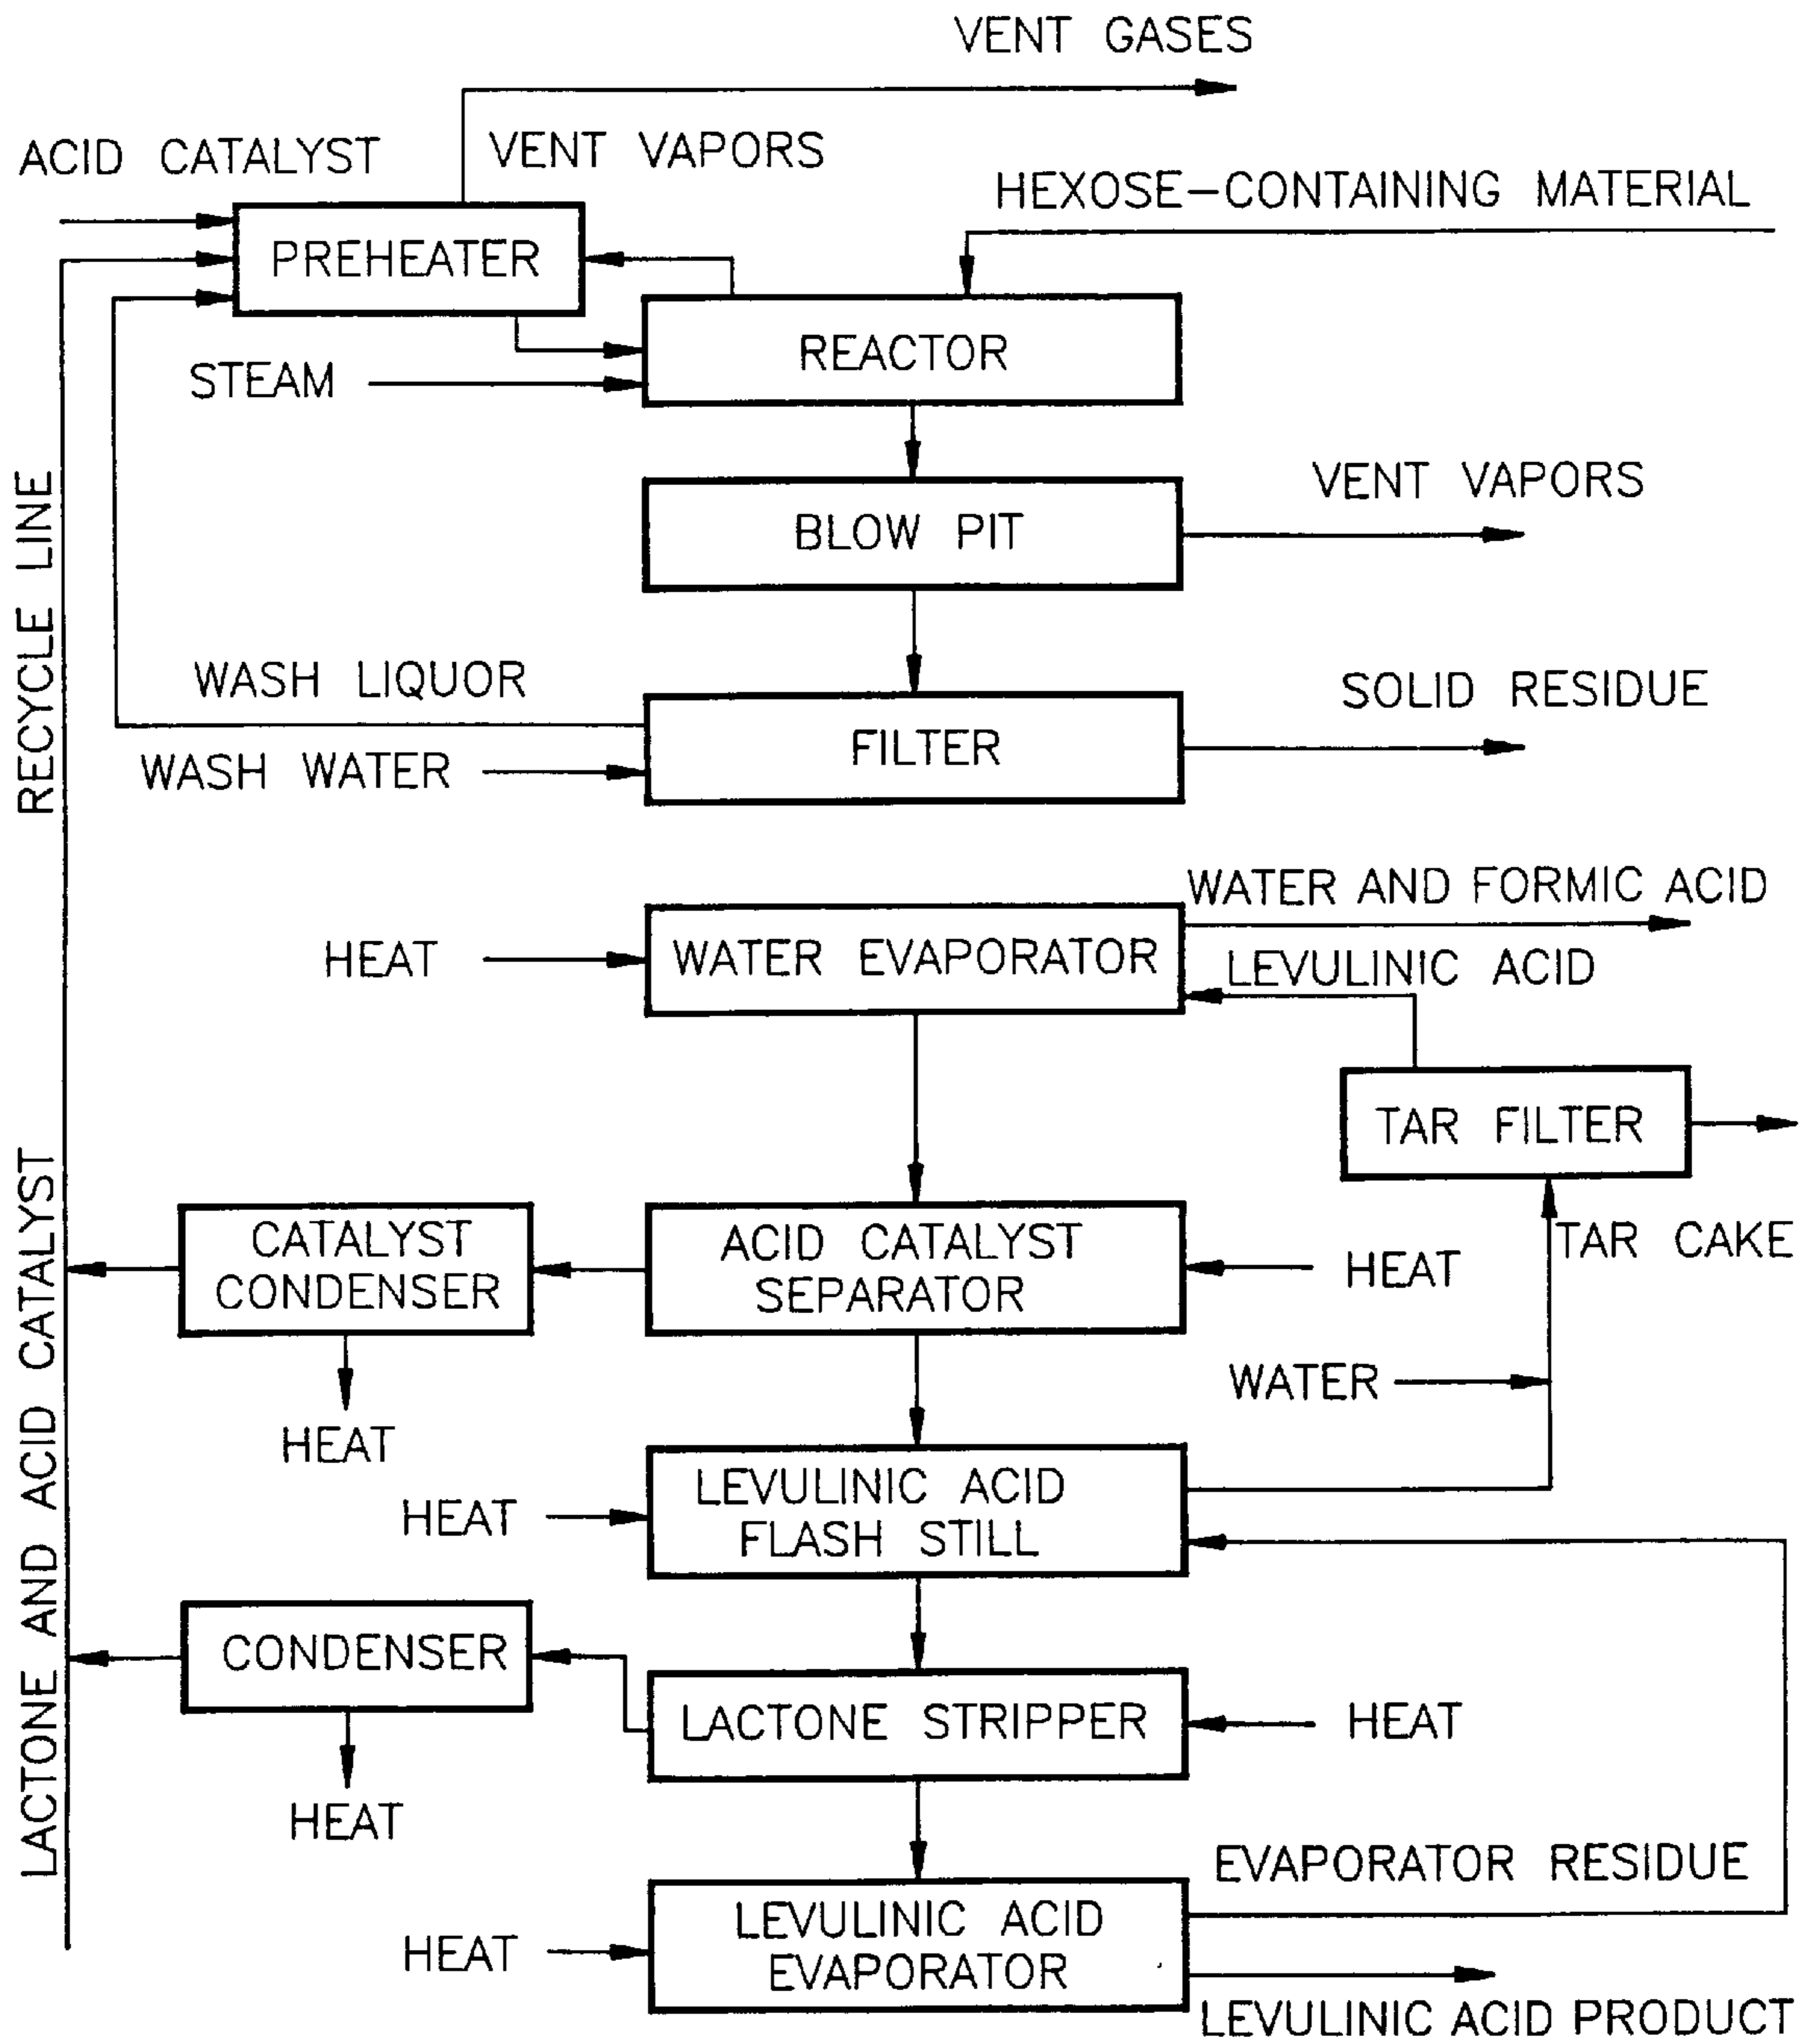 VENT GASES
ACID CATALYST
VENT VAPORS
HEXOSE-CONTAINING MATERIAL
PREHEATER
REACTOR
STEAM
VENT VAPORS
BLOW PIT
RECYCLE LINE
WASH LIQUOR
SOLID RESIDUE
FILTER
WASH WATER
WATER AND FORMIC ACID
HEAT
WATER EVAPORATOR
LEVULINIC ACID
TAR FILTER
CATALYST
CONDENSER
ACID CATALYST
SEPARATOR
HEAT
TAR CAKE
WATER
HEAT
LACTONE AND ACID CATALYST
HEAT
LEVULINIC ACID
FLASH STILL
CONDENSER
LACTONE STRIPPER
HEAT
HEAT
EVAPORATOR RESIDUE
HEAT
LEVULINIC ACID
EVAPORATOR
LEVULINIC ACID PRODUCT